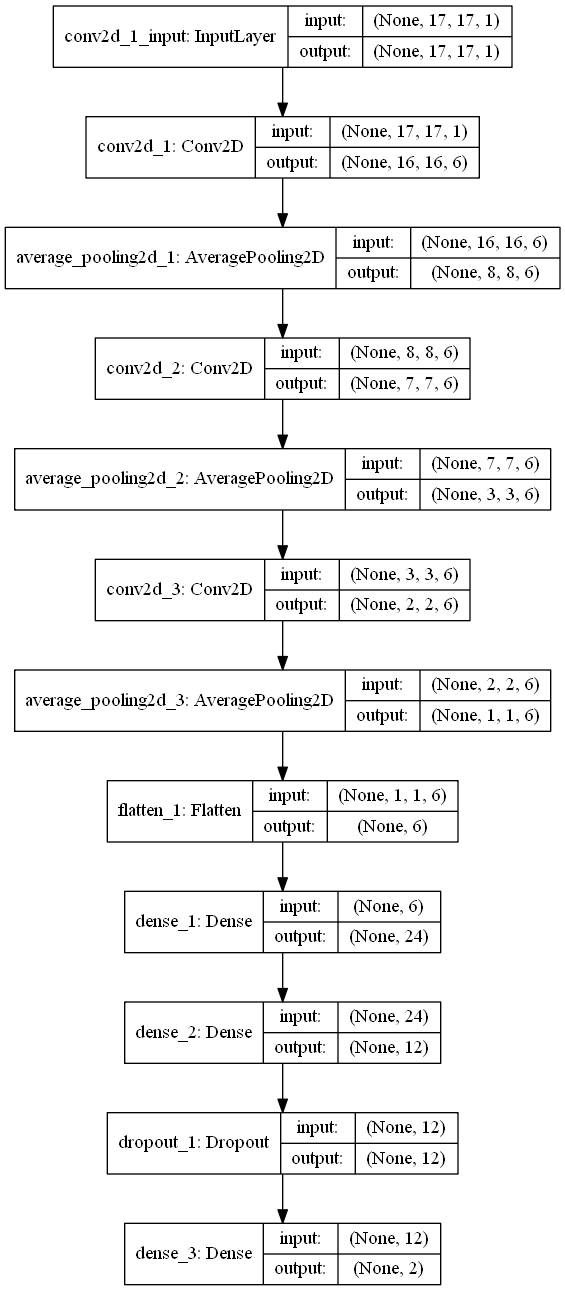 conv2d_1_input: InputLayer
input: (None, 17, 17, 1)
output: (None, 17, 17, 1)
conv2d_1: Conv2D
input: (None, 17, 17, 1)
output: (None, 16, 16, 6)
average_pooling2d_1: AveragePooling2D
input: (None, 16, 16, 6)
output: (None, 8, 8, 6)
conv2d_2: Conv2D
input: (None, 8, 8, 6)
output: (None, 7, 7, 6)
average_pooling2d_2: AveragePooling2D
input: (None, 7, 7, 6)
output: (None, 3, 3, 6)
conv2d_3: Conv2D
input: (None, 3, 3, 6)
output: (None, 2, 2, 6)
average_pooling2d_3: AveragePooling2D
input: (None, 2, 2, 6)
output: (None, 1, 1, 6)
flatten_1: Flatten
input: (None, 1, 1, 6)
output: (None, 6)
dense_1: Dense
input: (None, 6)
output: (None, 24)
dense_2: Dense
input: (None, 24)
output: (None, 12)
dropout_1: Dropout
input: (None, 12)
output: (None, 12)
dense_3: Dense
input: (None, 12)
output: (None, 2)